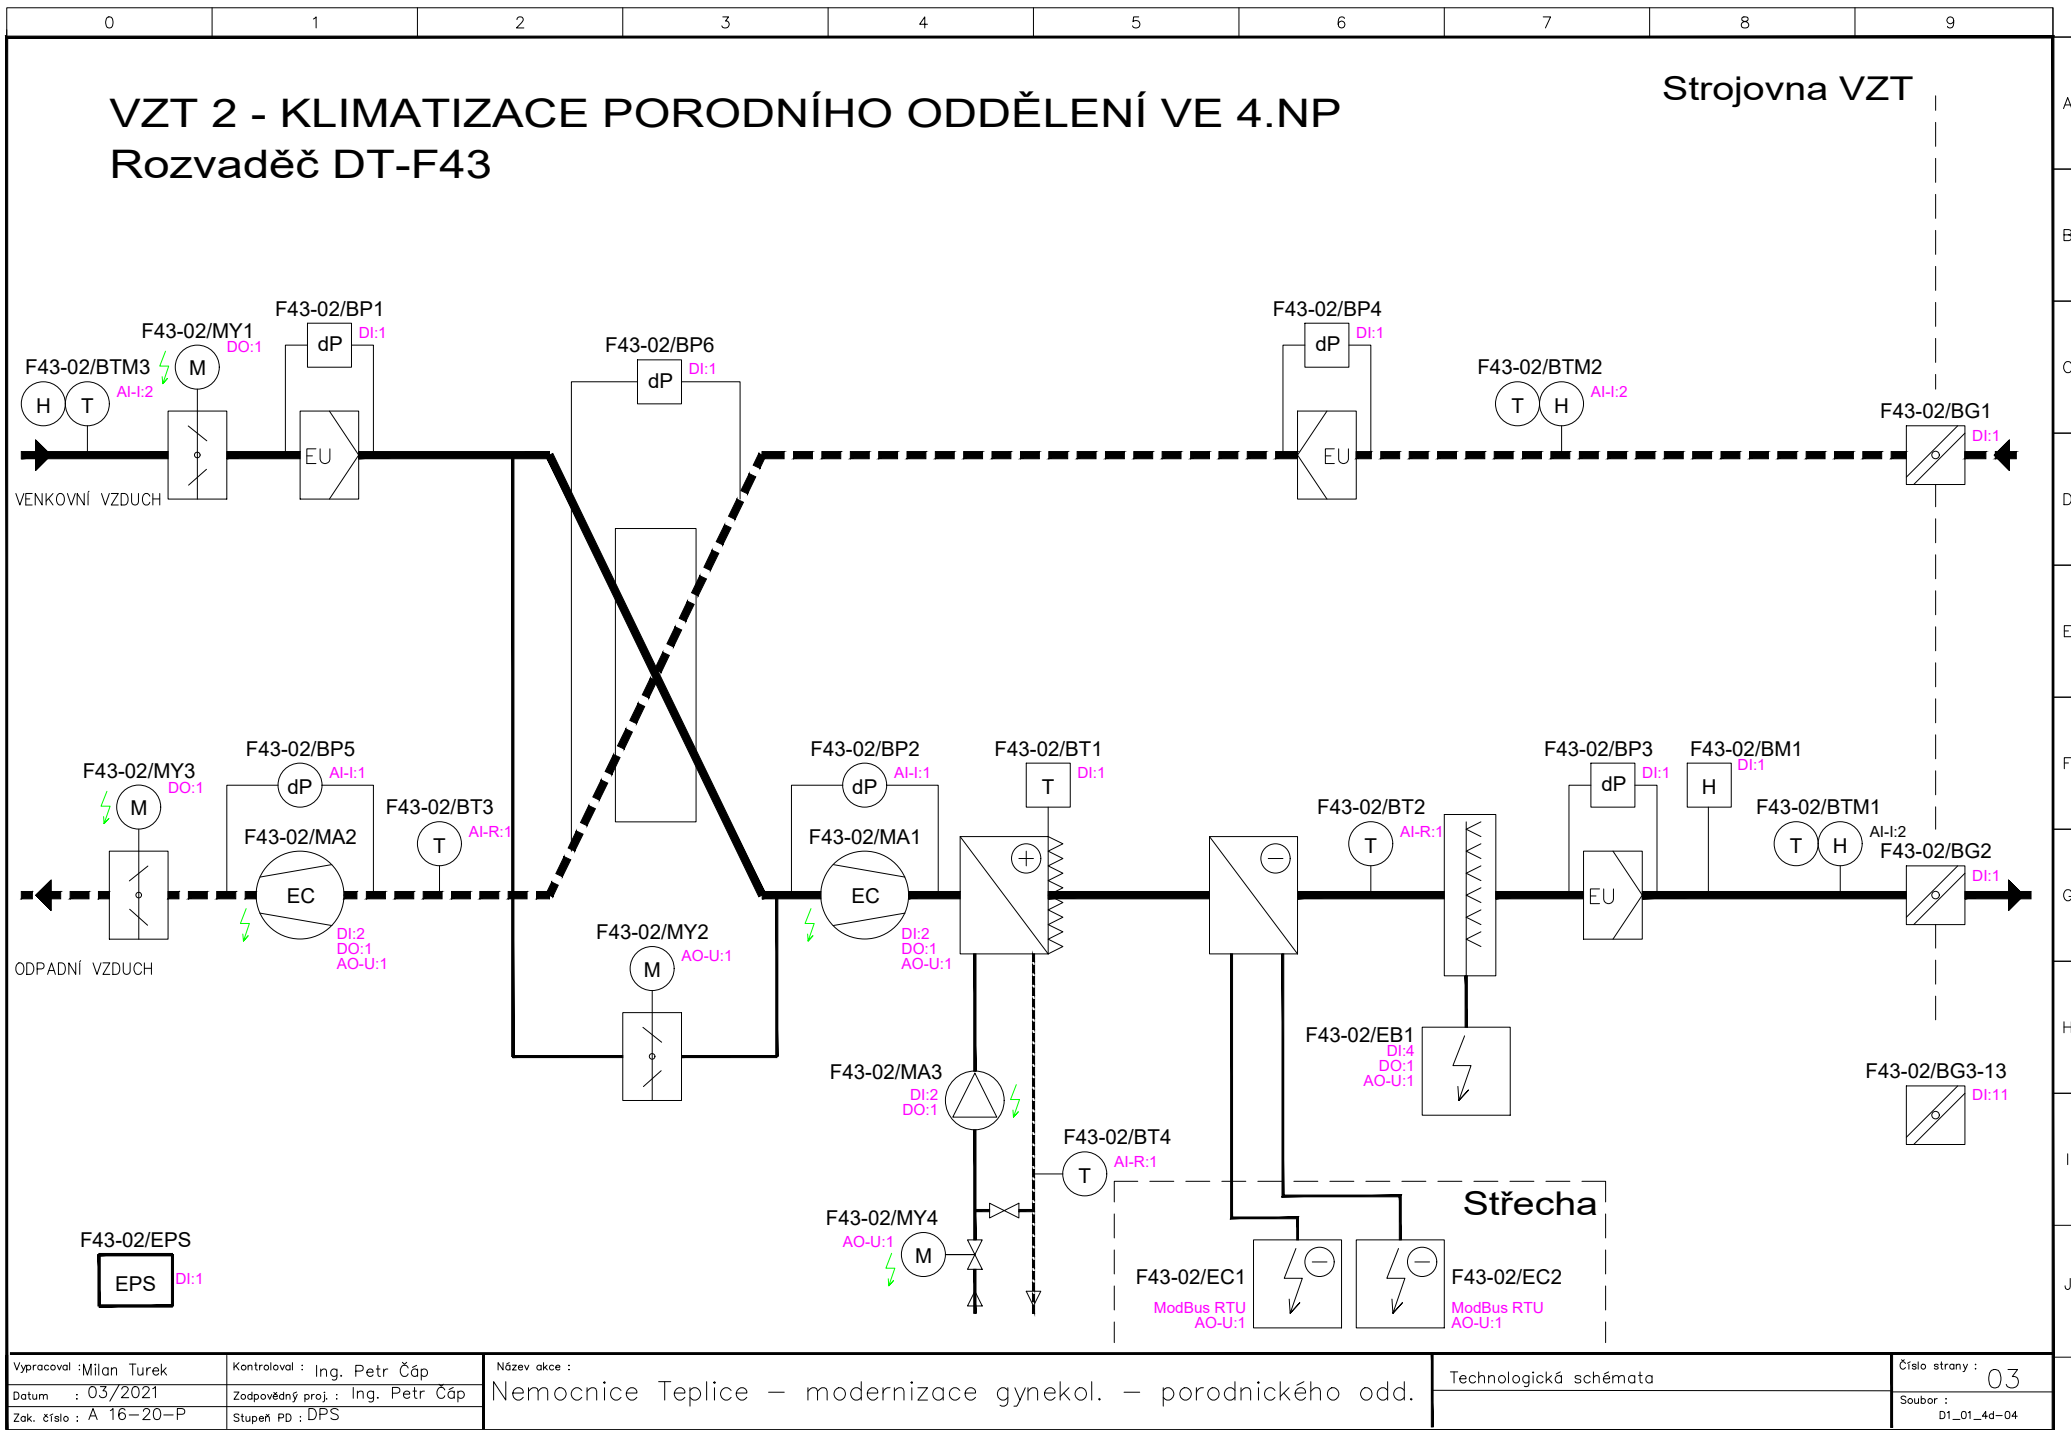 0 1 2 3 4 5 6 7 8 9
A
B
C
D
E
F
G
H
I
J
VZT 2 - KLIMATIZACE PORODNÍHO ODDĚLENÍ VE 4.NP
Rozvaděč DT-F43
Strojovna VZT
F43-02/BTM3
AI-I:2
H T
F43-02/MY1
DO:1
M
F43-02/BP1
DI:1
dP
EU
VENKOVNÍ VZDUCH
F43-02/BP6
DI:1
dP
F43-02/BP4
DI:1
dP
EU
F43-02/BTM2
AI-I:2
T H
F43-02/BG1
DI:1
F43-02/MY3
DO:1
M
F43-02/BP5
AI-I:1
dP
F43-02/MA2
EC
DI:2
DO:1
AO-U:1
F43-02/BT3
AI-R:1
T
ODPADNÍ VZDUCH
F43-02/MY2
AO-U:1
M
F43-02/BP2
AI-I:1
dP
F43-02/MA1
EC
DI:2
DO:1
AO-U:1
F43-02/BT1
DI:1
T
F43-02/BT2
AI-R:1
T
F43-02/BP3
DI:1
dP
EU
F43-02/BM1
DI:1
H
F43-02/BTM1
AI-I:2
T H
F43-02/BG2
DI:1
F43-02/EB1
DI:4
DO:1
AO-U:1
F43-02/MA3
DI:2
DO:1
F43-02/BG3-13
DI:11
F43-02/BT4
AI-R:1
T
F43-02/MY4
AO-U:1
M
Střecha
F43-02/EC1
ModBus RTU
AO-U:1
F43-02/EC2
ModBus RTU
AO-U:1
F43-02/EPS
EPS
DI:1
Vypracoval : Milan Turek
Datum : 03/2021
Zak. číslo : A 16-20-P
Kontroloval : Ing. Petr Čáp
Zodpovědný proj. : Ing. Petr Čáp
Stupeň PD : DPS
Název akce :
Nemocnice Teplice – modernizace gynekol. – porodnického odd.
Technologická schémata
Číslo strany : 03
Soubor :
D1_01_4d-04